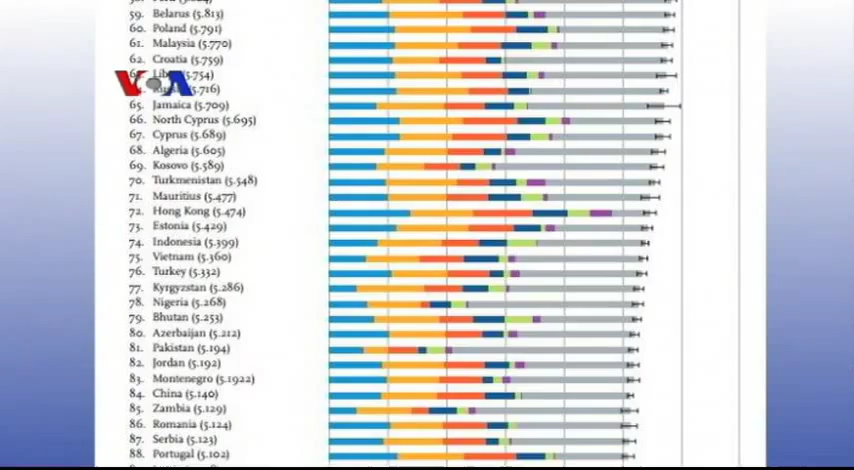 59. Belarus (5.813)
60. Poland (5.791)
61. Malaysia (5.770)
62. Croatia (5.759)
5.754)
VOA
5.716)
65. Jamaica (5.709)
66. North Cyprus (5.695)
67. Cyprus (5.689)
68. Algeria (5.605)
69. Kosovo (5.589)
70. Turkmenistan (5.548)
71. Mauritius (5.477)
72. Hong Kong (5.474)
73. Estonia (5.429)
74. Indonesia (5.399)
75. Vietnam (5.360)
76. Turkey (5.332)
77. Kyrgyzstan (5.286)
78. Nigeria (5.268)
79. Bhutan (5.253)
80. Azerbaijan (5.212)
81. Pakistan (5.194)
82. Jordan (5.192)
83. Montenegro (5.1922)
84. China (5.140)
85. Zambia (5.129)
86. Romania (5.124)
87. Serbia (5.123)
88. Portugal (5.102)